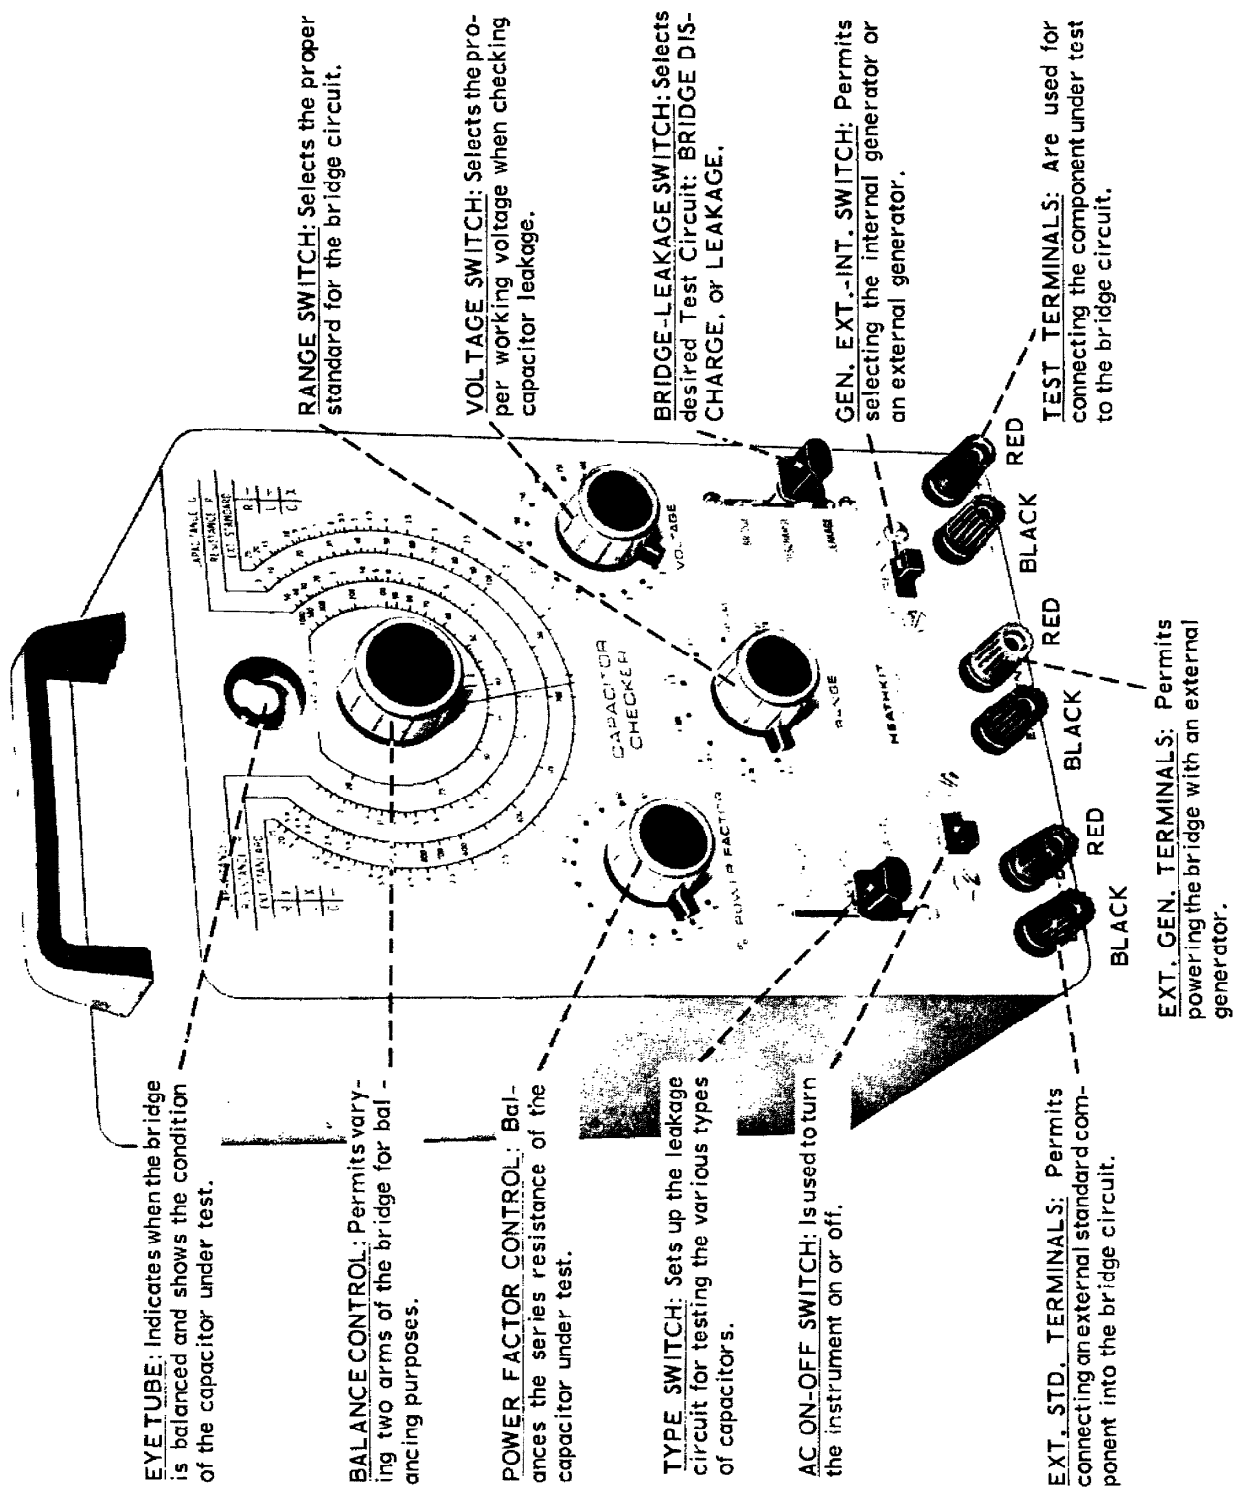 EYE TUBE: Indicates when the bridge
is balanced and shows the condition
of the capacitor under test.
BALANCE CONTROL: Permits vary-
ing two arms of the bridge for bal-
ancing purposes.
POWER FACTOR CONTROL: Bal-
ances the series resistance of the
capacitor under test.
TYPE SWITCH: Sets up the leakage
circuit for testing the various types
of capacitors.
AC ON-OFF SWITCH: Is used to turn
the instrument on or off.
EXT. STD. TERMINALS: Permits
connecting an external standard com-
ponent into the bridge circuit.
EXT. GEN. TERMINALS: Permits
powering the bridge with an external
generator.
RANGE SWITCH: Selects the proper
standard for the bridge circuit.
VOLTAGE SWITCH: Selects the pro-
per working voltage when checking
capacitor leakage.
BRIDGE-LEAKAGE SWITCH: Selects
desired Test Circuit: BRIDGE DIS-
CHARGE, or LEAKAGE.
GEN. EXT.-INT. SWITCH: Permits
selecting the internal generator or
an external generator.
TEST TERMINALS: Are used for
connecting the component under test
to the bridge circuit.
CAPACITOR
CHECKER
% POWER FACTOR
RANGE
VOLTAGE
HEATHKIT
RESISTANCE R
EXT. STANDARD
EXT. STANDARD
LEAKAGE
BLACK
RED
BLACK
RED
BLACK
RED